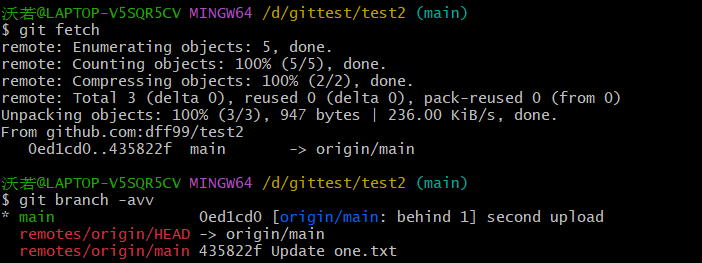 沃若@LAPTOP-V5SQR5CV MINGW64 /d/gittest/test2 (main)
$ git fetch
remote: Enumerating objects: 5, done.
remote: Counting objects: 100% (5/5), done.
remote: Compressing objects: 100% (2/2), done.
remote: Total 3 (delta 0), reused 0 (delta 0), pack-reused 0 (from 0)
Unpacking objects: 100% (3/3), 947 bytes | 236.00 KiB/s, done.
From github.com:dff99/test2
   0ed1cd0..435822f  main       -> origin/main
沃若@LAPTOP-V5SQR5CV MINGW64 /d/gittest/test2 (main)
$ git branch -avv
* main                0ed1cd0 [origin/main: behind 1] second upload
  remotes/origin/HEAD -> origin/main
  remotes/origin/main 435822f Update one.txt